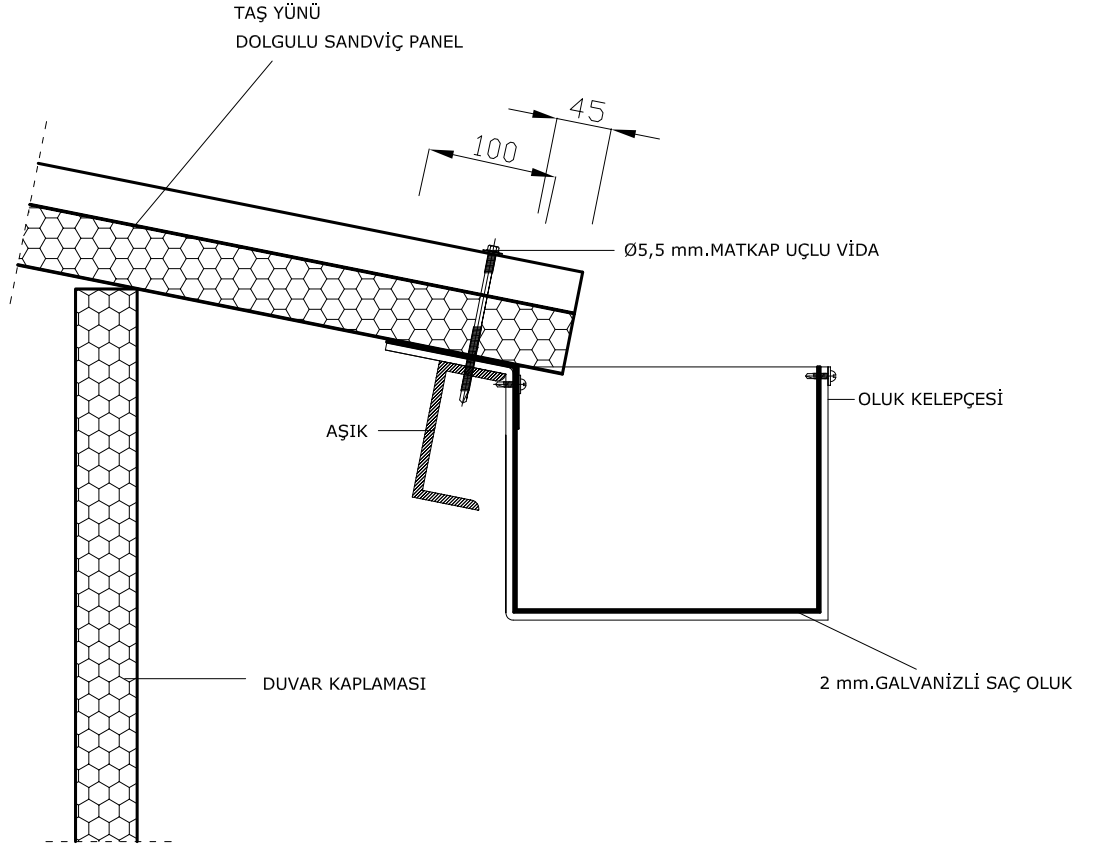 TAŞ YÜNÜ
DOLGULU SANDVİÇ PANEL
45
100
Ø5,5 mm.MATKAP UÇLU VİDA
OLUK KELEPÇESİ
AŞIK
DUVAR KAPLAMASI
2 mm.GALVANİZLİ SAÇ OLUK